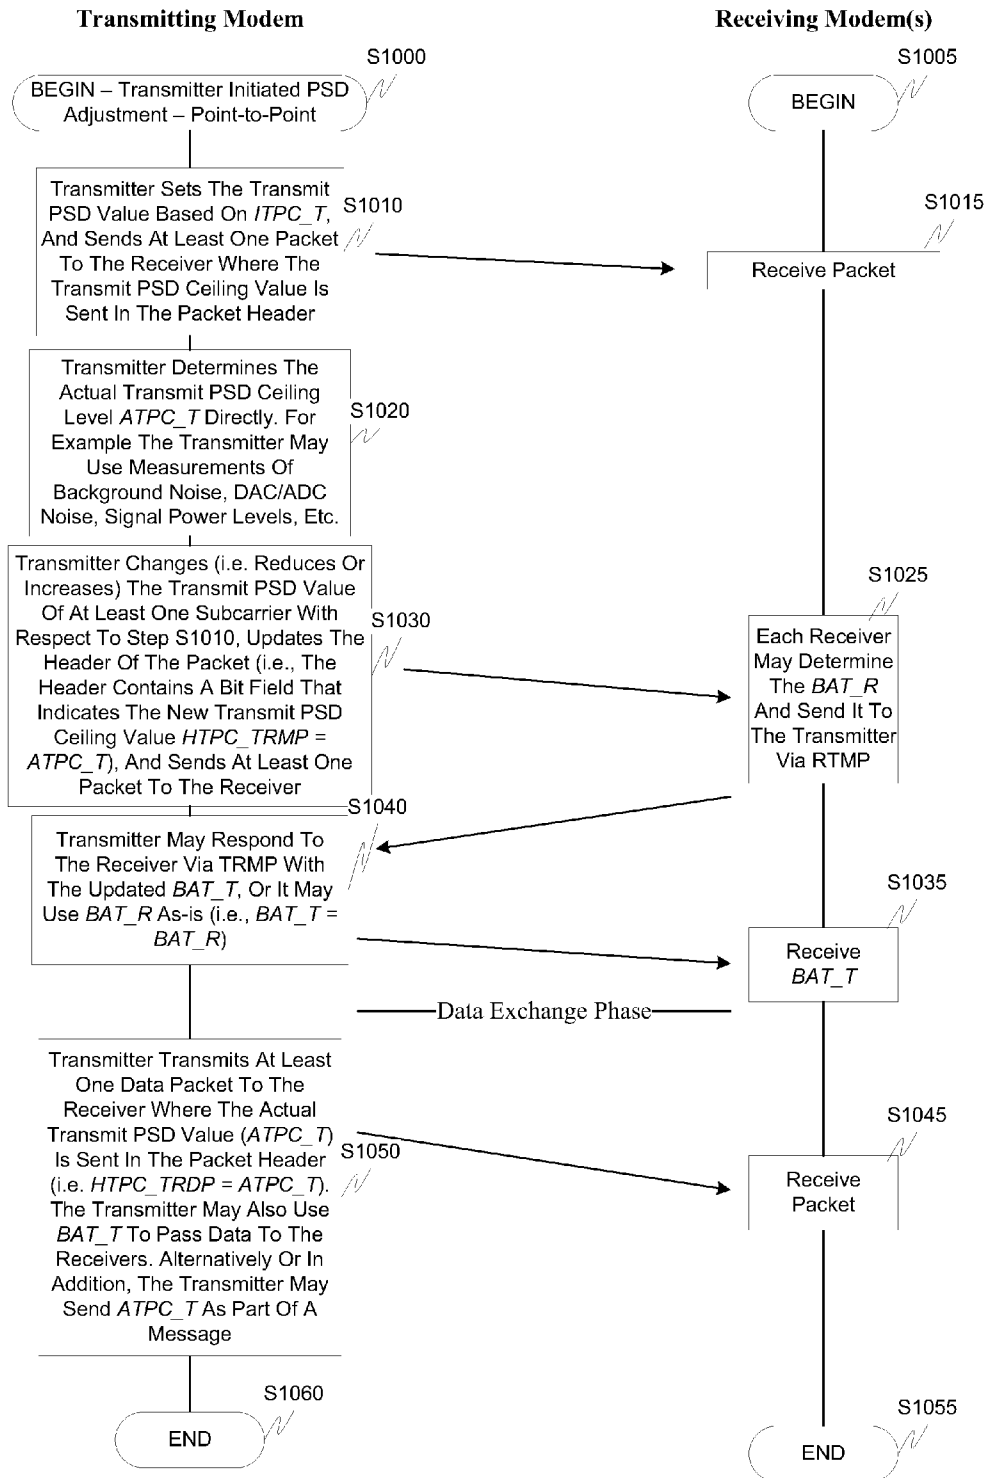 Transmitting Modem
Receiving Modem(s)
S1000
BEGIN – Transmitter Initiated PSD
Adjustment – Point-to-Point
S1005
BEGIN
Transmitter Sets The Transmit
PSD Value Based On ITPC_T,
And Sends At Least One Packet
To The Receiver Where The
Transmit PSD Ceiling Value Is
Sent In The Packet Header
S1010
S1015
Receive Packet
Transmitter Determines The
Actual Transmit PSD Ceiling
Level ATPC_T Directly. For
Example The Transmitter May
Use Measurements Of
Background Noise, DAC/ADC
Noise, Signal Power Levels, Etc.
S1020
Transmitter Changes (i.e. Reduces Or
Increases) The Transmit PSD Value
Of At Least One Subcarrier With
Respect To Step S1010, Updates The
Header Of The Packet (i.e., The
Header Contains A Bit Field That
Indicates The New Transmit PSD
Ceiling Value HTPC_TRMP =
ATPC_T), And Sends At Least One
Packet To The Receiver
S1030
S1025
Each Receiver
May Determine
The BAT_R
And Send It To
The Transmitter
Via RTMP
S1040
Transmitter May Respond To
The Receiver Via TRMP With
The Updated BAT_T, Or It May
Use BAT_R As-is (i.e., BAT_T =
BAT_R)
S1035
Receive
BAT_T
Data Exchange Phase
Transmitter Transmits At Least
One Data Packet To The
Receiver Where The Actual
Transmit PSD Value (ATPC_T)
Is Sent In The Packet Header
(i.e. HTPC_TRDP = ATPC_T).
The Transmitter May Also Use
BAT_T To Pass Data To The
Receivers. Alternatively Or In
Addition, The Transmitter May
Send ATPC_T As Part Of A
Message
S1050
S1045
Receive
Packet
S1060
END
S1055
END